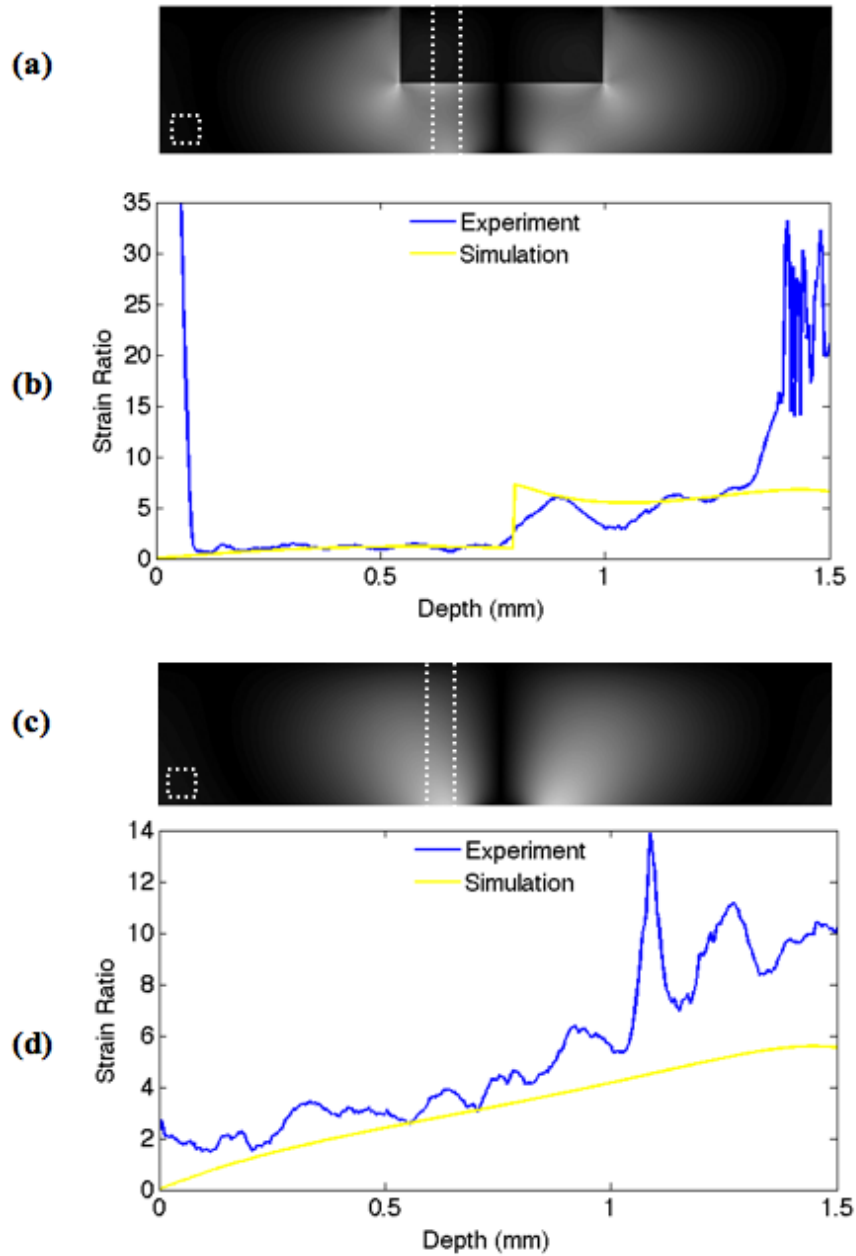 (a)
(b)
35
30
25
20
15
10
5
0
Strain Ratio
Experiment
Simulation
0
0.5
1
1.5
Depth (mm)
(c)
(d)
14
12
10
8
6
4
2
0
Strain Ratio
Experiment
Simulation
0
0.5
1
1.5
Depth (mm)